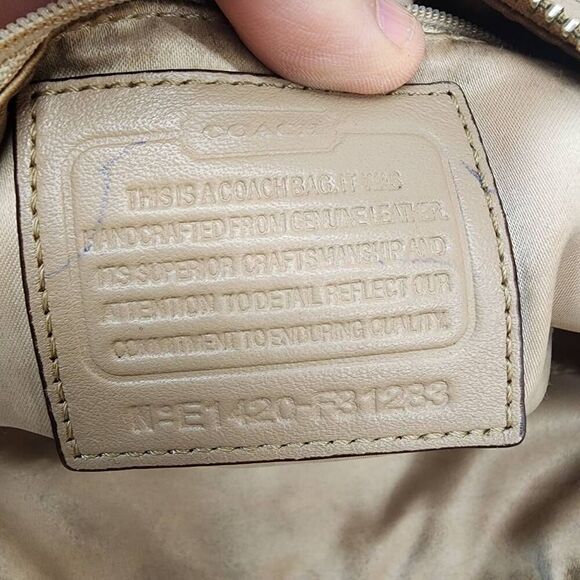 COACH
THIS IS A COACH BAG. IT WAS
HANDCRAFTED FROM GENUINE LEATHER.
ITS SUPERIOR CRAFTSMANSHIP AND
ATTENTION TO DETAIL REFLECT OUR
COMMITMENT TO ENDURING QUALITY.
E1420-F31283